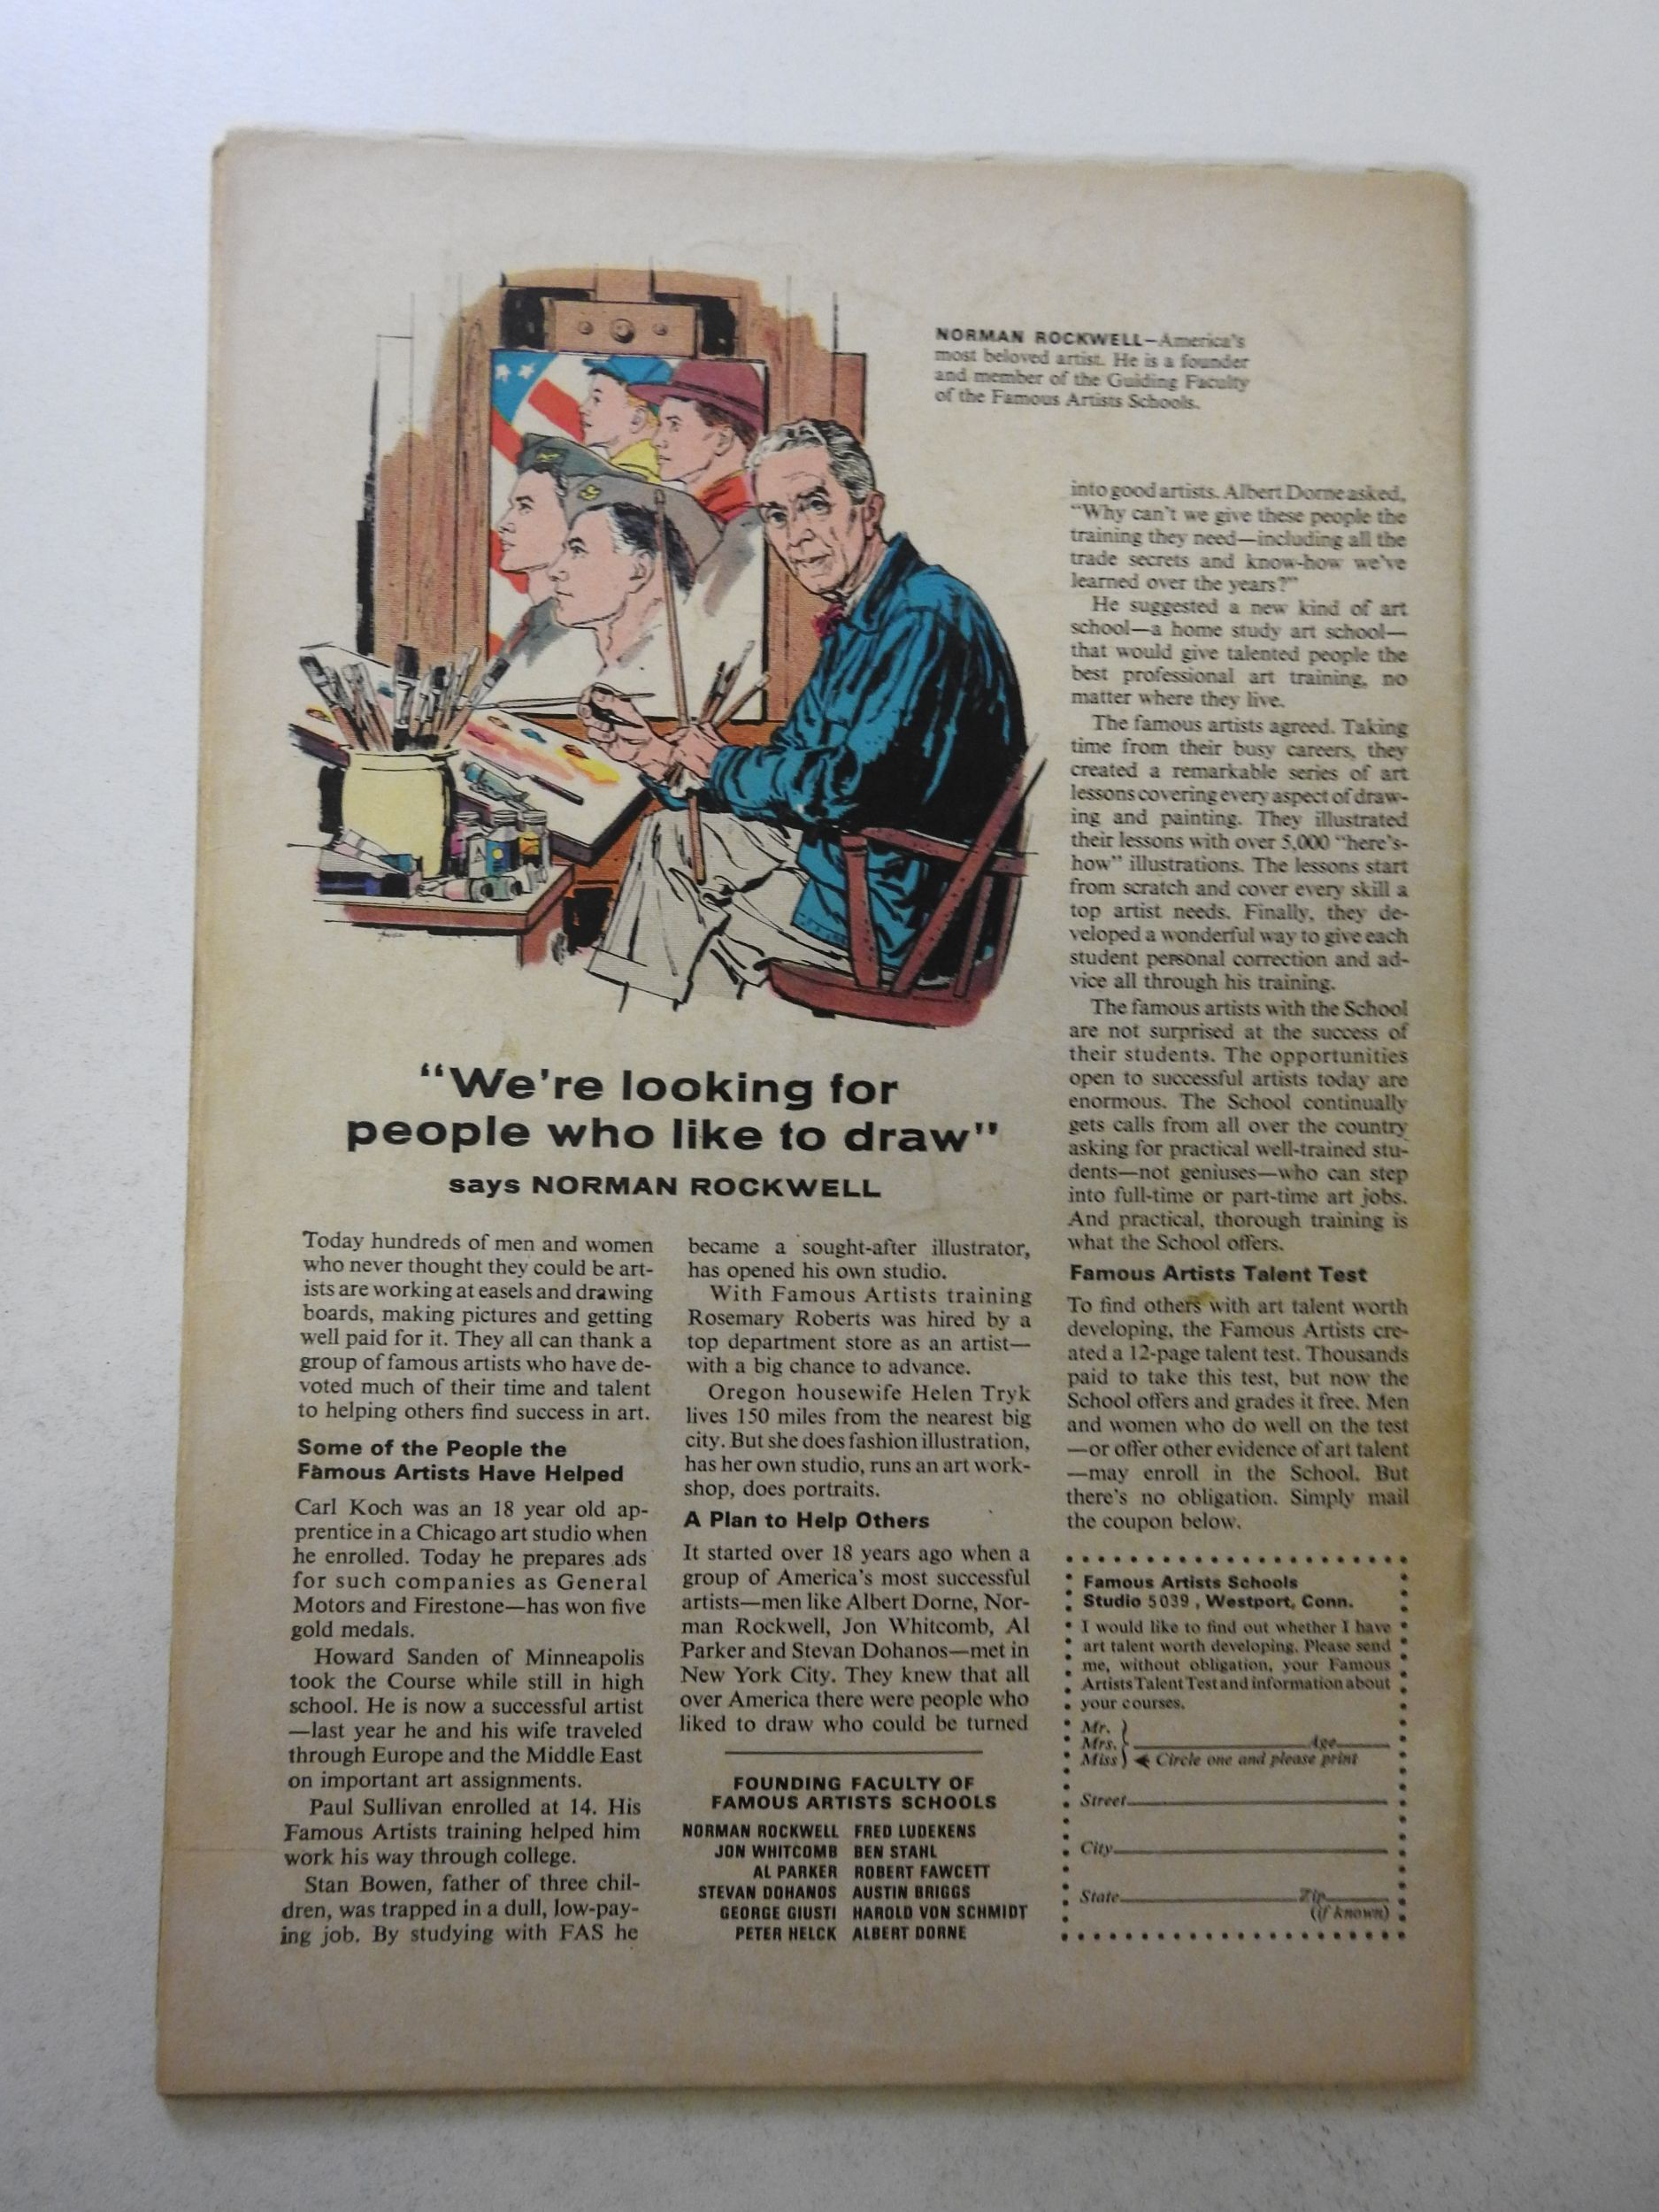 NORMAN ROCKWELL—America's
most beloved artist. He is a founder
and member of the Guiding Faculty
of the Famous Artists Schools.
"We're looking for
people who like to draw"
says NORMAN ROCKWELL
Today hundreds of men and women
who never thought they could be art-
ists are working at easels and drawing
boards, making pictures and getting
well paid for it. They all can thank a
group of famous artists who have de-
voted much of their time and talent
to helping others find success in art.
Some of the People the
Famous Artists Have Helped
Carl Koch was an 18 year old ap-
prentice in a Chicago art studio when
he enrolled. Today he prepares ads
for such companies as General
Motors and Firestone—has won five
gold medals.
Howard Sanden of Minneapolis
took the Course while still in high
school. He is now a successful artist
—last year he and his wife traveled
through Europe and the Middle East
on important art assignments.
Paul Sullivan enrolled at 14. His
Famous Artists training helped him
work his way through college.
Stan Bowen, father of three chil-
dren, was trapped in a dull, low-pay-
ing job. By studying with FAS he
became a sought-after illustrator,
has opened his own studio.
With Famous Artists training
Rosemary Roberts was hired by a
top department store as an artist—
with a big chance to advance.
Oregon housewife Helen Tryk
lives 150 miles from the nearest big
city. But she does fashion illustration,
has her own studio, runs an art work-
shop, does portraits.
A Plan to Help Others
It started over 18 years ago when a
group of America's most successful
artists—men like Albert Dorne, Nor-
man Rockwell, Jon Whitcomb, Al
Parker and Stevan Dohanos—met in
New York City. They knew that all
over America there were people who
liked to draw who could be turned
FOUNDING FACULTY OF
FAMOUS ARTISTS SCHOOLS
NORMAN ROCKWELL FRED LUDEKENS
JON WHITCOMB BEN STAHL
AL PARKER ROBERT FAWCETT
STEVAN DOHANOS AUSTIN BRIGGS
GEORGE GIUSTI HAROLD VON SCHMIDT
PETER HELCK ALBERT DORNE
into good artists. Albert Dorne asked,
"Why can't we give these people the
training they need—including all the
trade secrets and know-how we've
learned over the years?"
He suggested a new kind of art
school—a home study art school—
that would give talented people the
best professional art training, no
matter where they live.
The famous artists agreed. Taking
time from their busy careers, they
created a remarkable series of art
lessons covering every aspect of draw-
ing and painting. They illustrated
their lessons with over 5,000 "here's-
how" illustrations. The lessons start
from scratch and cover every skill a
top artist needs. Finally, they de-
veloped a wonderful way to give each
student personal correction and ad-
vice all through his training.
The famous artists with the School
are not surprised at the success of
their students. The opportunities
open to successful artists today are
enormous. The School continually
gets calls from all over the country
asking for practical well-trained stu-
dents—not geniuses—who can step
into full-time or part-time art jobs.
And practical, thorough training is
what the School offers.
Famous Artists Talent Test
To find others with art talent worth
developing, the Famous Artists cre-
ated a 12-page talent test. Thousands
paid to take this test, but now the
School offers and grades it free. Men
and women who do well on the test
—or offer other evidence of art talent
—may enroll in the School. But
there's no obligation. Simply mail
the coupon below.
Famous Artists Schools
Studio 5039, Westport, Conn.
I would like to find out whether I have
art talent worth developing. Please send
me, without obligation, your Famous
Artists Talent Test and information about
your courses.
Mr.
Mrs. Age
Miss Circle one and please print
Street
City
State Zip
(if known)